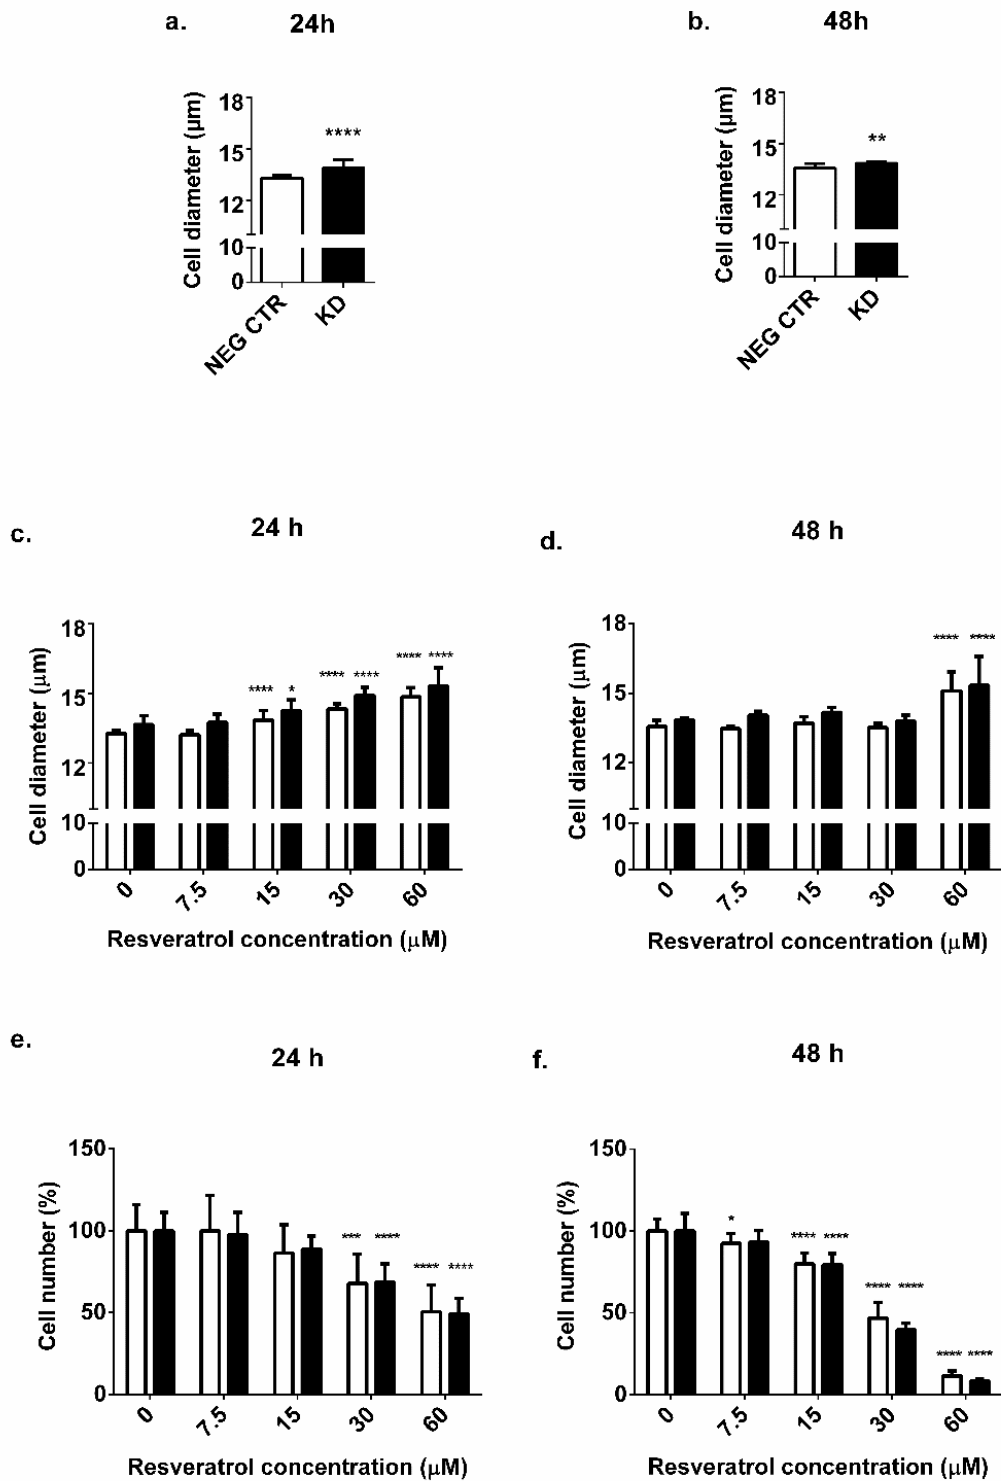 a. 24h
b. 48h
Cell diameter (µm)
18
15
12
10
0
****
NEG CTR
KD
Cell diameter (µm)
18
15
12
10
0
**
NEG CTR
KD
c. 24 h
d. 48 h
Cell diameter (µm)
18
15
12
10
0
**** * **** **** **** ****
0 7.5 15 30 60
Resveratrol concentration (µM)
Cell diameter (µm)
18
15
12
10
0
**** ****
0 7.5 15 30 60
Resveratrol concentration (µM)
e. 24 h
f. 48 h
Cell number (%)
150
100
50
0
*** **** **** ****
0 7.5 15 30 60
Resveratrol concentration (µM)
Cell number (%)
150
100
50
0
* **** **** **** **** **** ****
0 7.5 15 30 60
Resveratrol concentration (µM)